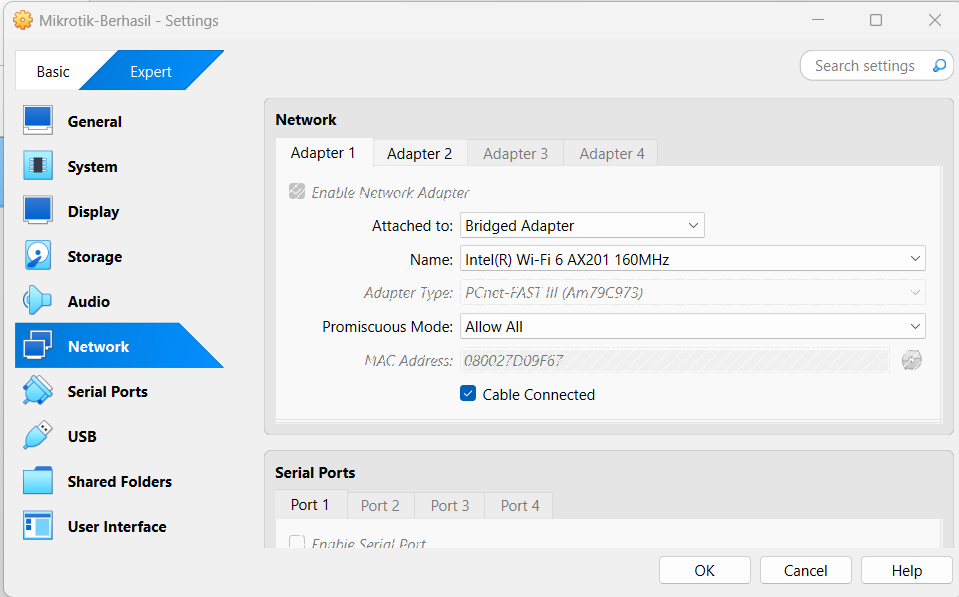 Mikrotik-Berhasil - Settings
Basic
Expert
Search settings
General
System
Display
Storage
Audio
Network
Serial Ports
USB
Shared Folders
User Interface
Network
Adapter 1
Adapter 2
Adapter 3
Adapter 4
Enable Network Adapter
Attached to: Bridged Adapter
Name: Intel(R) Wi-Fi 6 AX201 160MHz
Adapter Type: PCnet-FAST III (Am79C973)
Promiscuous Mode: Allow All
MAC Address: 080027D09F67
Cable Connected
Serial Ports
Port 1
Port 2
Port 3
Port 4
Enable Serial Port
OK
Cancel
Help